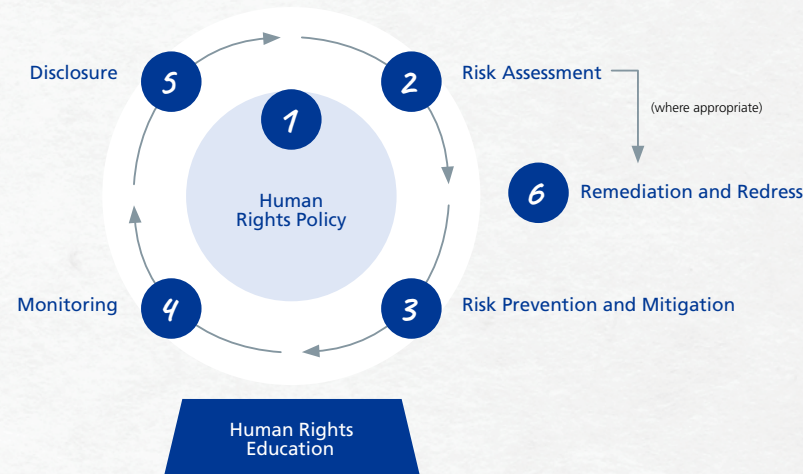 Disclosure
5
2
Risk Assessment
(where appropriate)
1
Human
Rights Policy
6
Remediation and Redress
Monitoring
4
3
Risk Prevention and Mitigation
Human Rights
Education